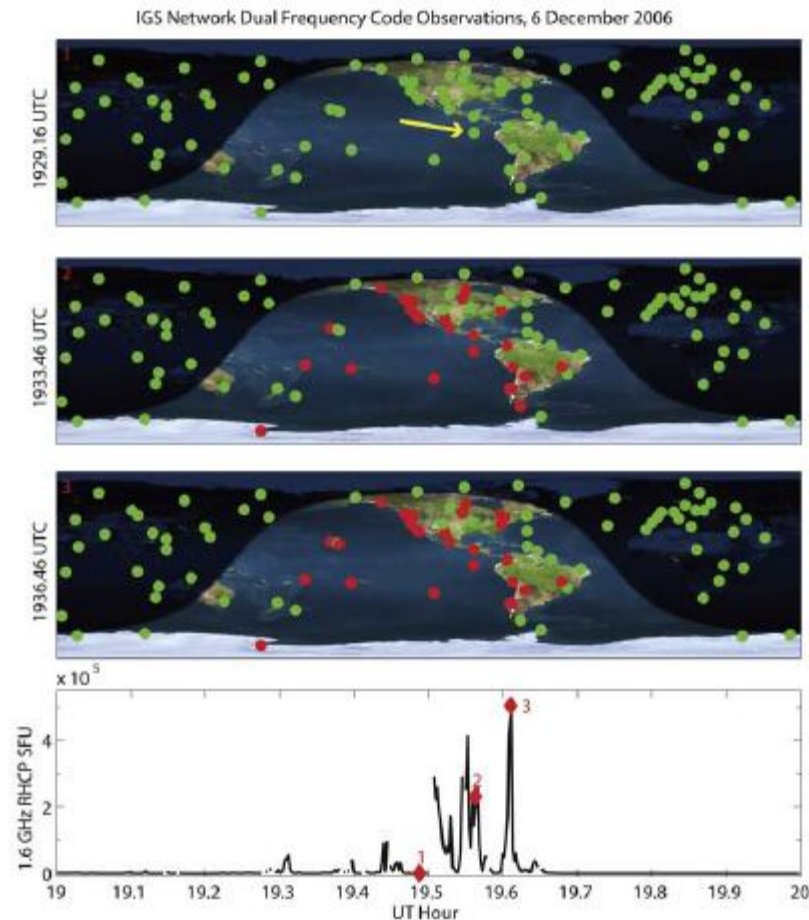 IGS Network Dual Frequency Code Observations, 6 December 2006
1
1929.16 UTC
2
1933.46 UTC
3
1936.46 UTC
x 10 5
1.6 GHz RHCP SFU
4
2
0
1
2
3
19 19.1 19.2 19.3 19.4 19.5 19.6 19.7 19.8 19.9 20
UT Hour